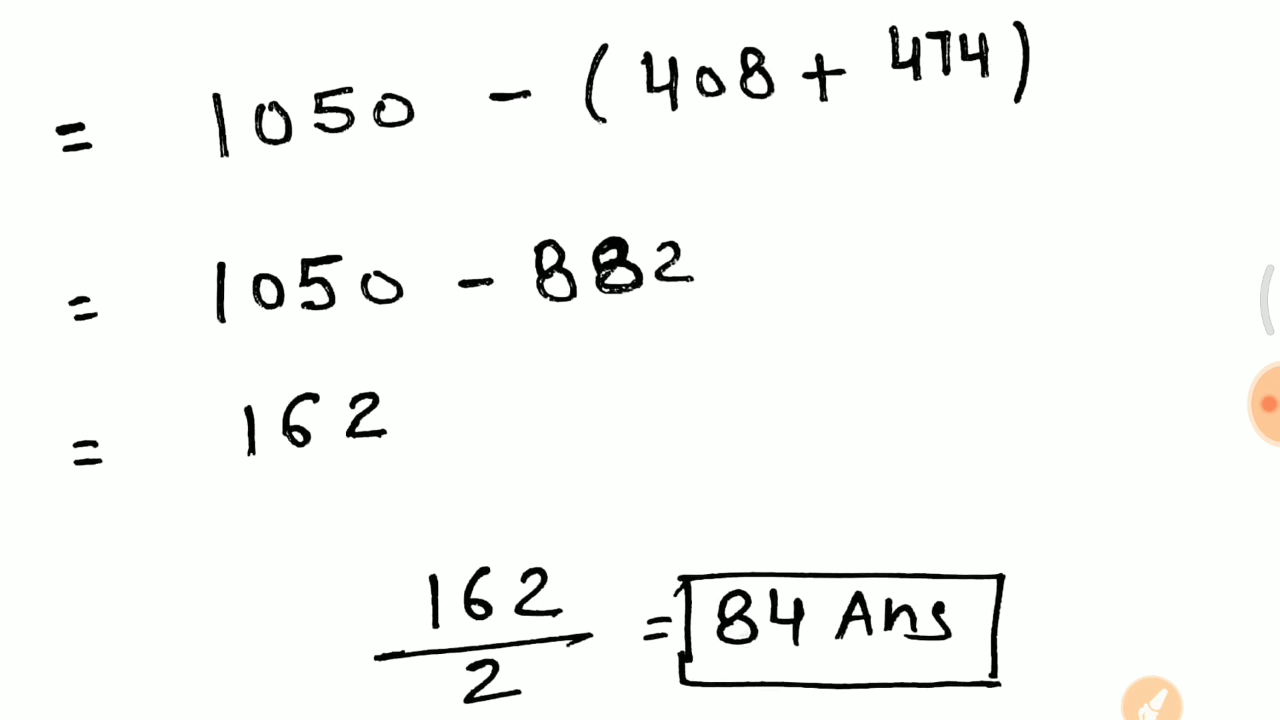 = 1050 - (408 + 474)
= 1050 - 882
= 162
162/2 = 84 Ans